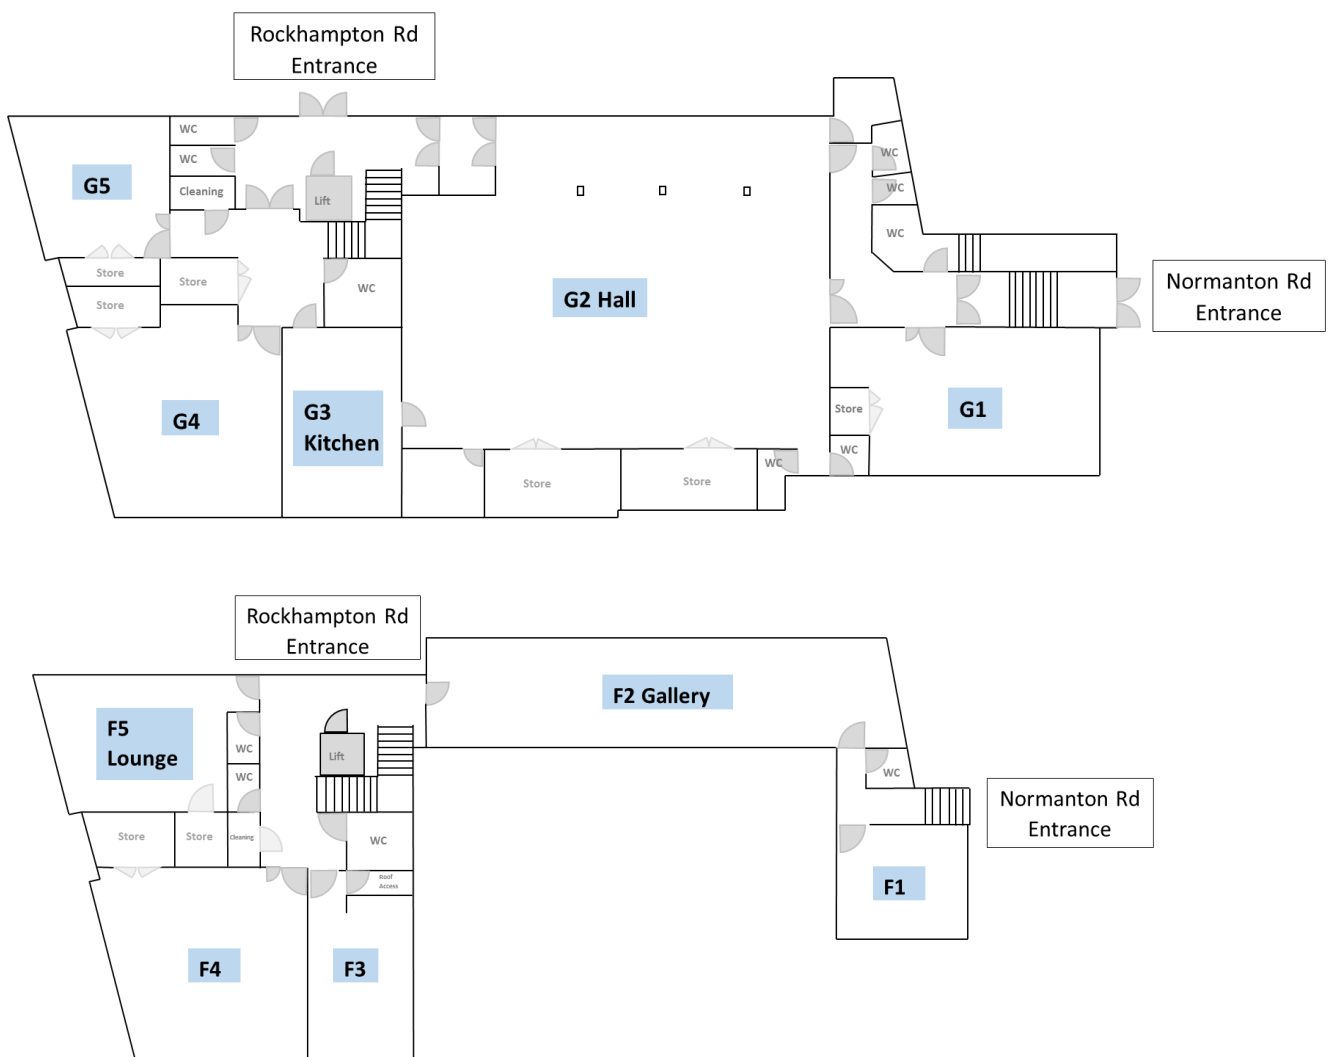 Rockhampton Rd
Entrance
WC
WC
WC
G5
Cleaning
WC
Lift
WC
Store
Store
Store
WC
G2 Hall
Normanton Rd
Entrance
G4
G3
Kitchen
Store
G1
WC
WC
Store
Store
Rockhampton Rd
Entrance
F2 Gallery
F5
Lounge
WC
Lift
WC
WC
Normanton Rd
Entrance
Store
Store
Cleaning
WC
Roof
Access
F1
F4
F3